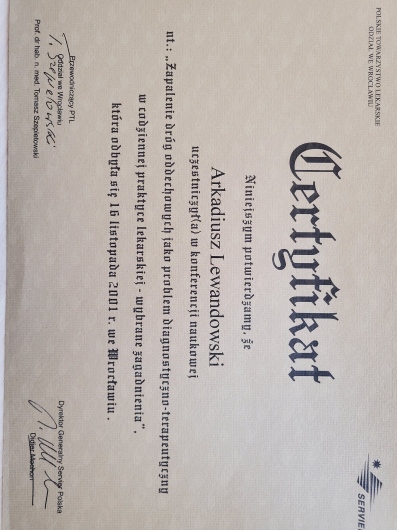 POLSKIE TOWARZYSTWO LEKARSKIE
ODZIAŁ WE WROCŁAWIU
SERVIER
Certyfikat
Niniejszym potwierdzamy, że
Arkadiusz Lewandowski
uczestniczył(a) w konferencji naukowej
nt.: „Zapalenie dróg oddechowych jako problem diagnostyczno-terapeutyczny
w codziennej praktyce lekarskiej - wybrane zagadnienia”,
która odbyła się 16 listopada 2001 r. we Wrocławiu.
Przewodniczący PTL
Oddział we Wrocławiu
T. Szepietowski
Prof. dr hab. n. med. Tomasz Szepietowski
Dyrektor Generalny Servier Polska